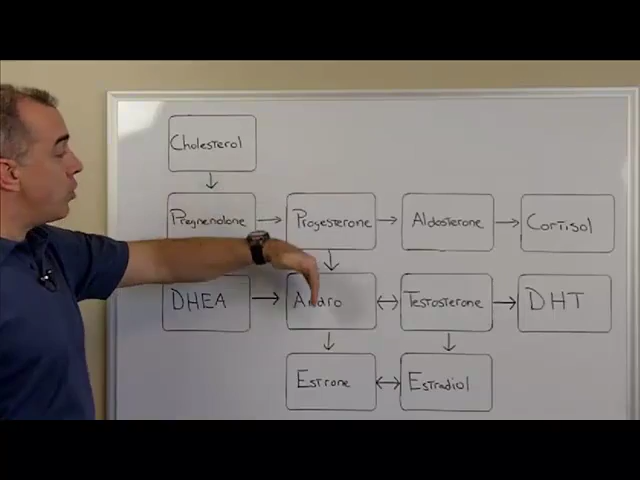 Cholesterol
Pregnenolone
Progesterone
Aldosterone
Cortisol
DHEA
Andro
Testosterone
DHT
Estrone
Estradiol